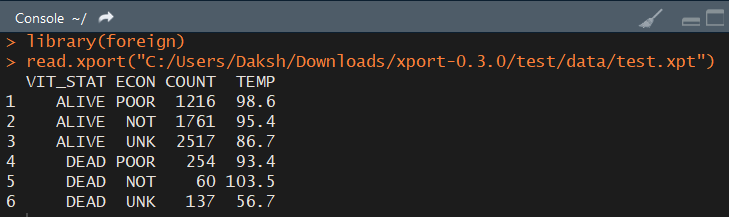 Console ~/
> library(foreign)
> read.xport("C:/Users/Daksh/Downloads/xport-0.3.0/test/data/test.xpt")
VIT_STAT ECON COUNT TEMP
1 ALIVE POOR 1216 98.6
2 ALIVE NOT 1761 95.4
3 ALIVE UNK 2517 86.7
4 DEAD POOR 254 93.4
5 DEAD NOT 60 103.5
6 DEAD UNK 137 56.7